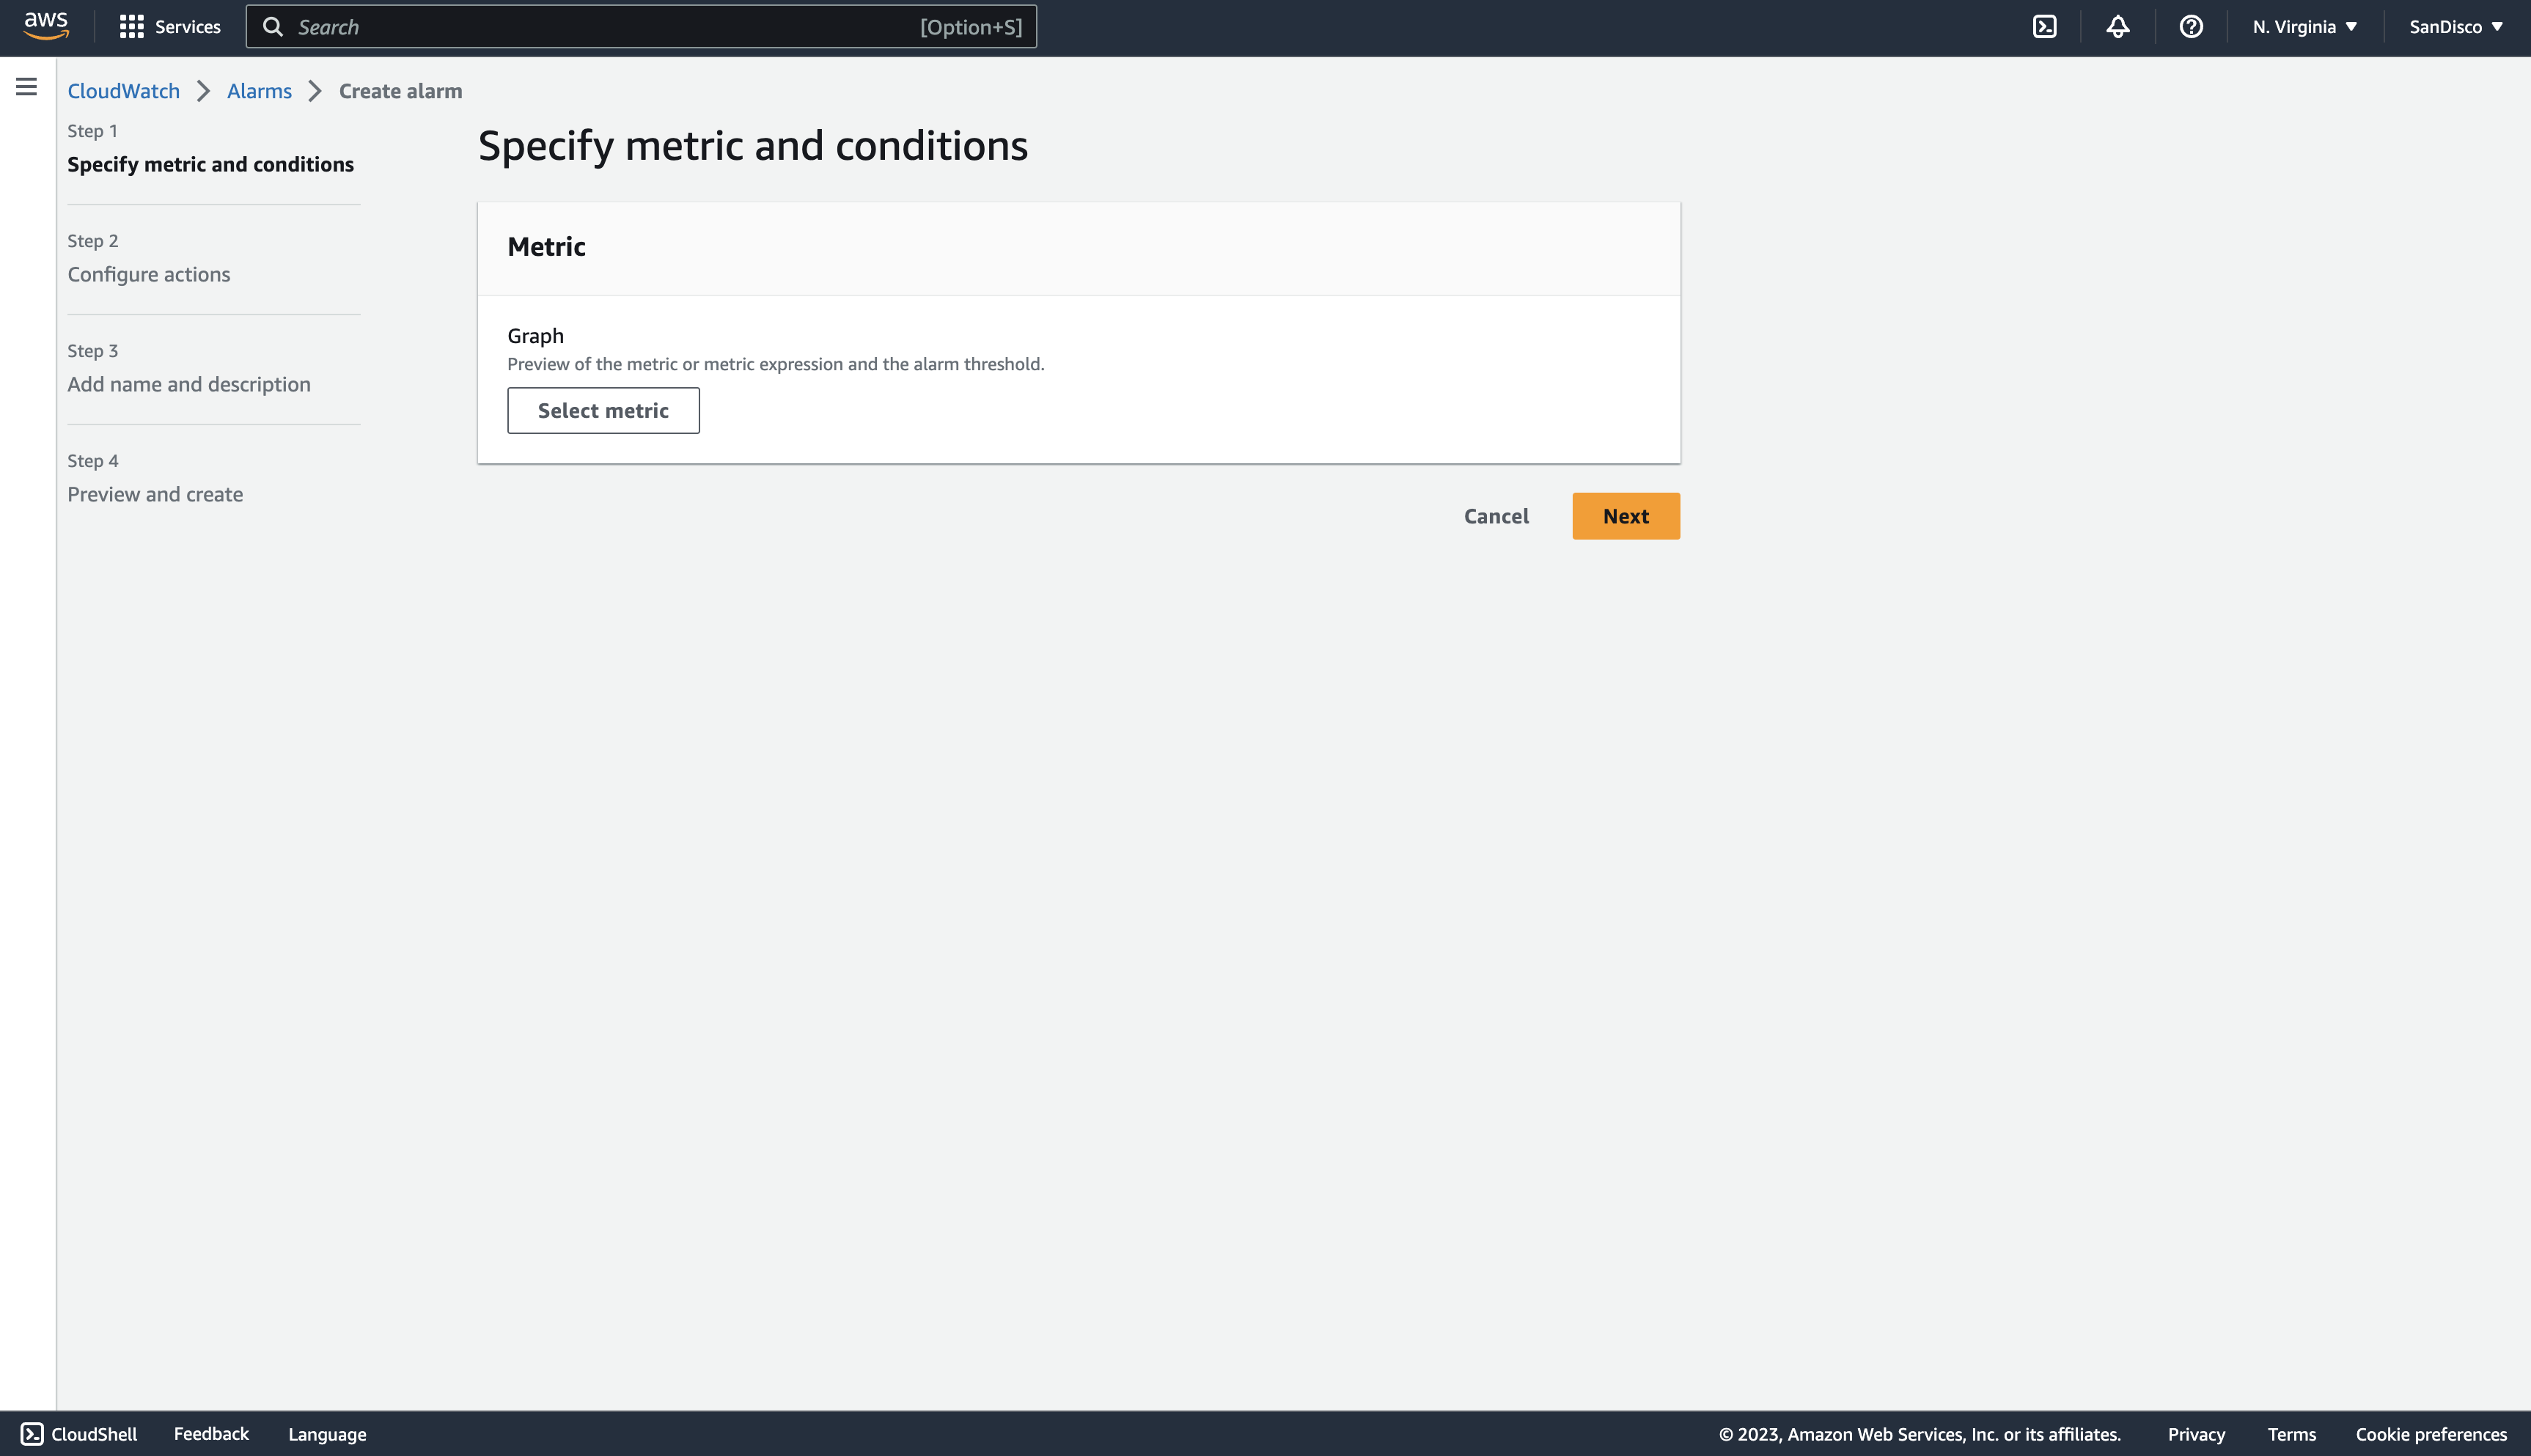 aws Services Search [Option+S] N. Virginia SanDisco
CloudWatch Alarms Create alarm
Step 1
Specify metric and conditions
Step 2
Configure actions
Step 3
Add name and description
Step 4
Preview and create
Specify metric and conditions
Metric
Graph
Preview of the metric or metric expression and the alarm threshold.
Select metric
Cancel Next
CloudShell Feedback Language © 2023, Amazon Web Services, Inc. or its affiliates. Privacy Terms Cookie preferences